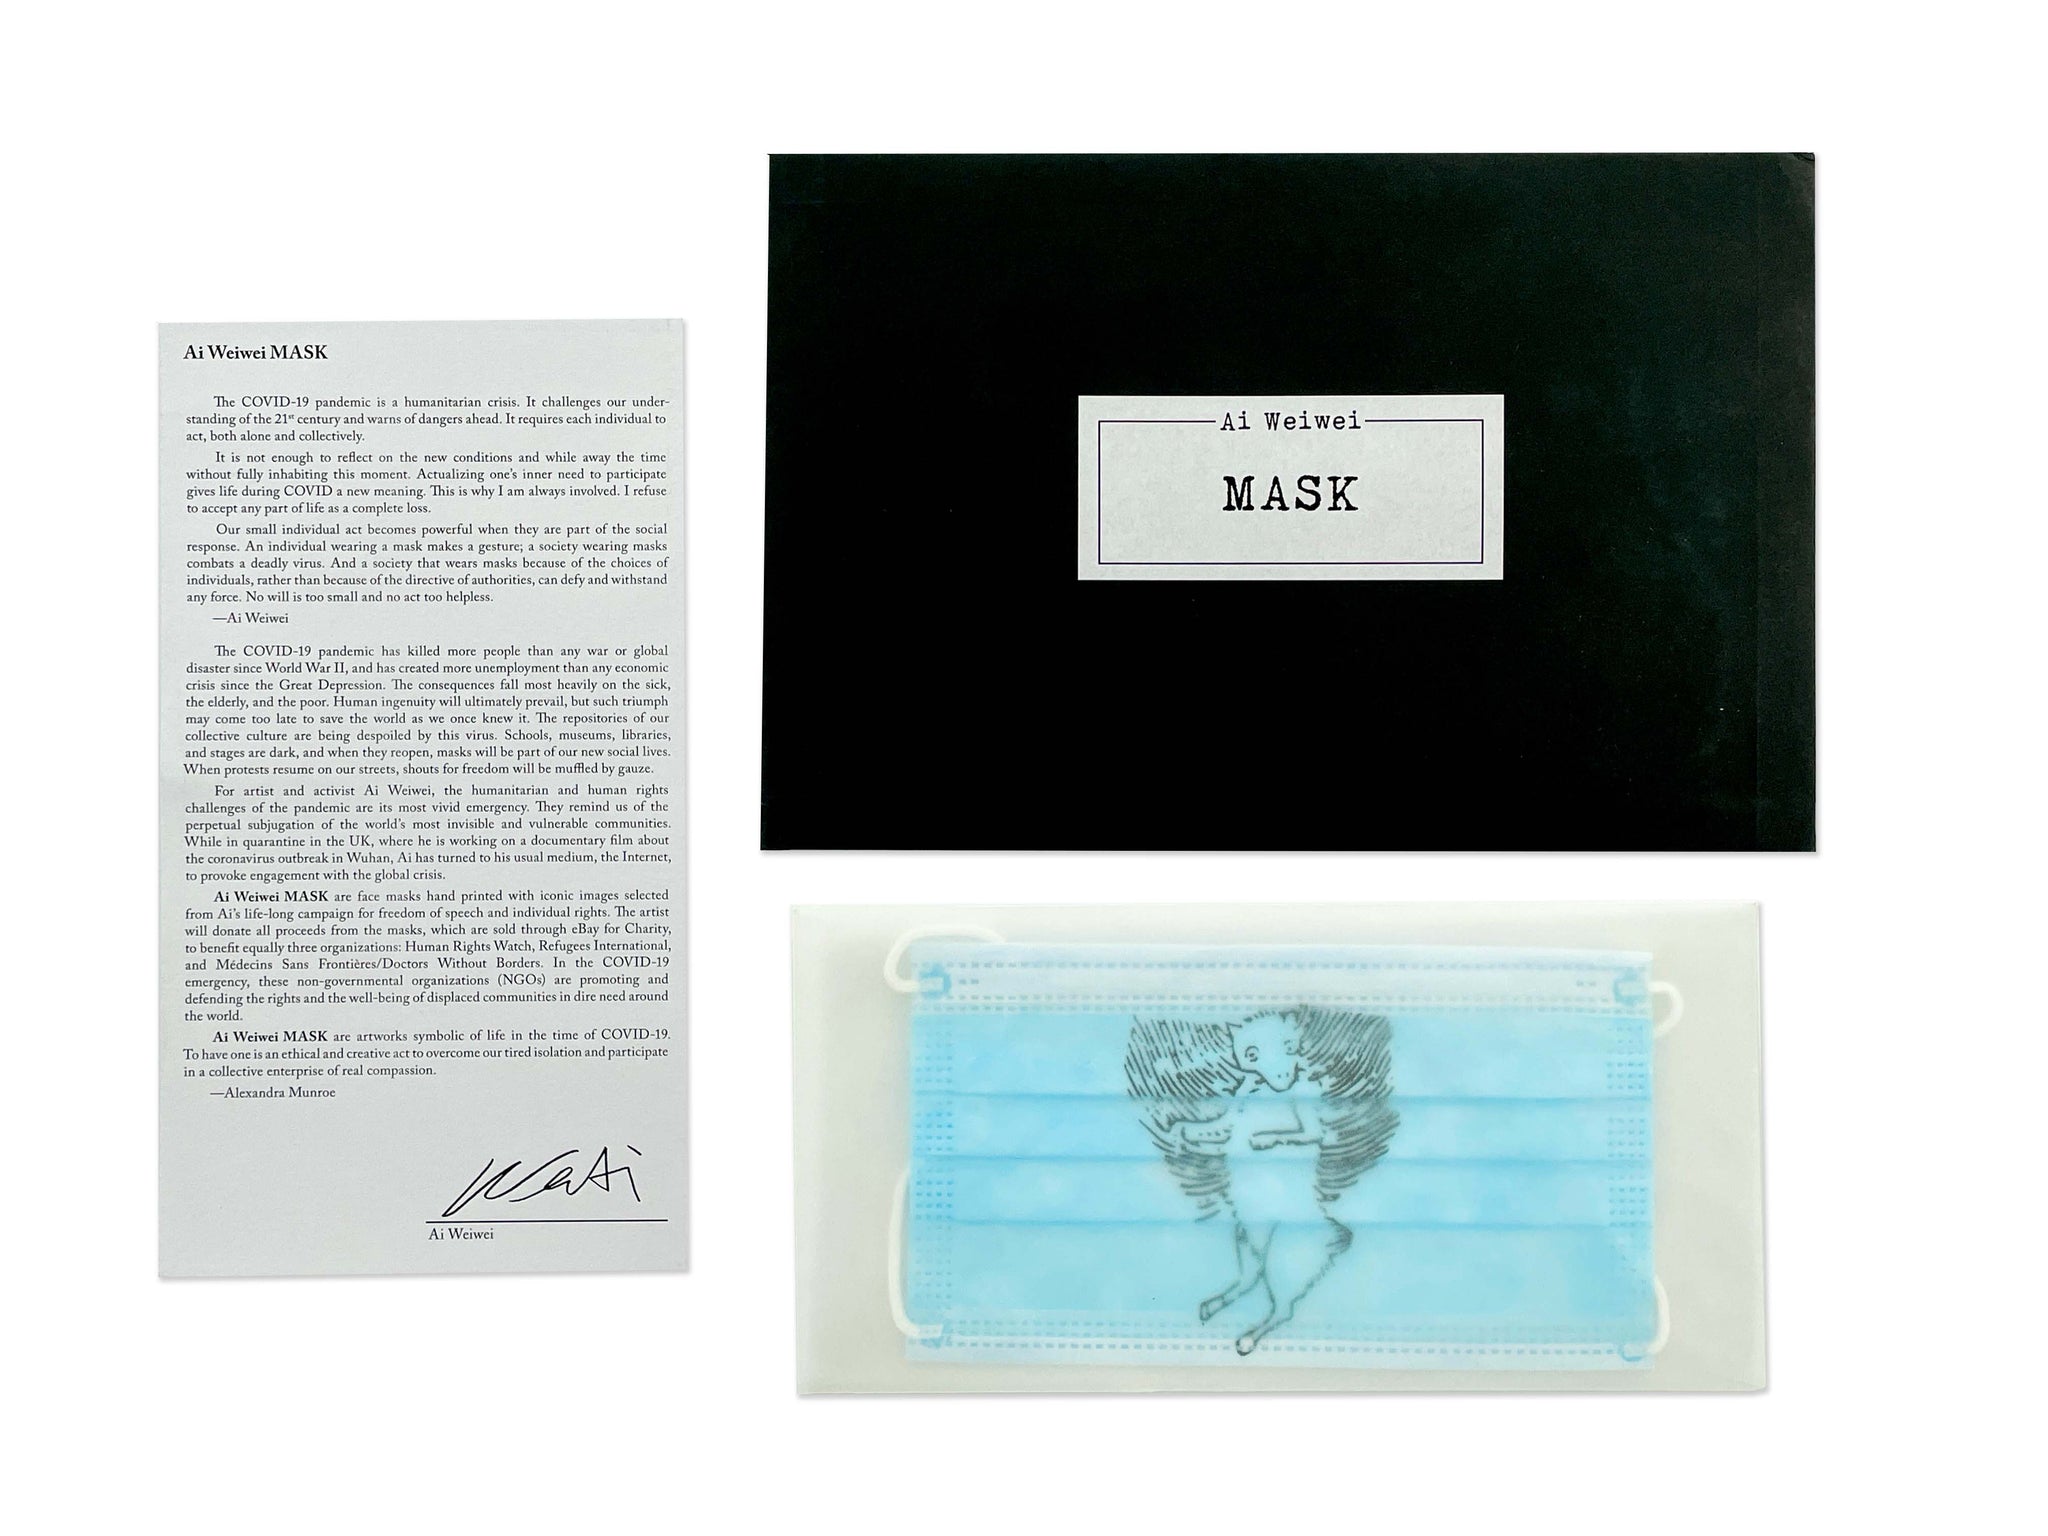 Ai Weiwei MASK
The COVID-19 pandemic is a humanitarian crisis. It challenges our under-
standing of the 21st century and warns of dangers ahead. It requires each individual to
act, both alone and collectively.
It is not enough to reflect on the new conditions and while away the time
without fully inhabiting this moment. Actualizing one's inner need to participate
gives life during COVID a new meaning. This is why I am always involved. I refuse
to accept any part of life as a complete loss.
Our small individual act becomes powerful when they are part of the social
response. An individual wearing a mask makes a gesture; a society wearing masks
combats a deadly virus. And a society that wears masks because of the choices of
individuals, rather than because of the directive of authorities, can defy and withstand
any force. No will is too small and no act too helpless.
—Ai Weiwei
The COVID-19 pandemic has killed more people than any war or global
disaster since World War II, and has created more unemployment than any economic
crisis since the Great Depression. The consequences fall most heavily on the sick,
the elderly, and the poor. Human ingenuity will ultimately prevail, but such triumph
may come too late to save the world as we once knew it. The repositories of our
collective culture are being despoiled by this virus. Schools, museums, libraries,
and stages are dark, and when they reopen, masks will be part of our new social lives.
When protests resume on our streets, shouts for freedom will be muffled by gauze.
For artist and activist Ai Weiwei, the humanitarian and human rights
challenges of the pandemic are its most vivid emergency. They remind us of the
perpetual subjugation of the world's most invisible and vulnerable communities.
While in quarantine in the UK, where he is working on a documentary film about
the coronavirus outbreak in Wuhan, Ai has turned to his usual medium, the Internet,
to provoke engagement with the global crisis.
Ai Weiwei MASK are face masks hand printed with iconic images selected
from Ai's life-long campaign for freedom of speech and individual rights. The artist
will donate all proceeds from the masks, which are sold through eBay for Charity,
to benefit equally three organizations: Human Rights Watch, Refugees International,
and Médecins Sans Frontières/Doctors Without Borders. In the COVID-19
emergency, these non-governmental organizations (NGOs) are promoting and
defending the rights and the well-being of displaced communities in dire need around
the world.
Ai Weiwei MASK are artworks symbolic of life in the time of COVID-19.
To have one is an ethical and creative act to overcome our tired isolation and participate
in a collective enterprise of real compassion.
—Alexandra Munroe
Ai Weiwei
Ai Weiwei
MASK